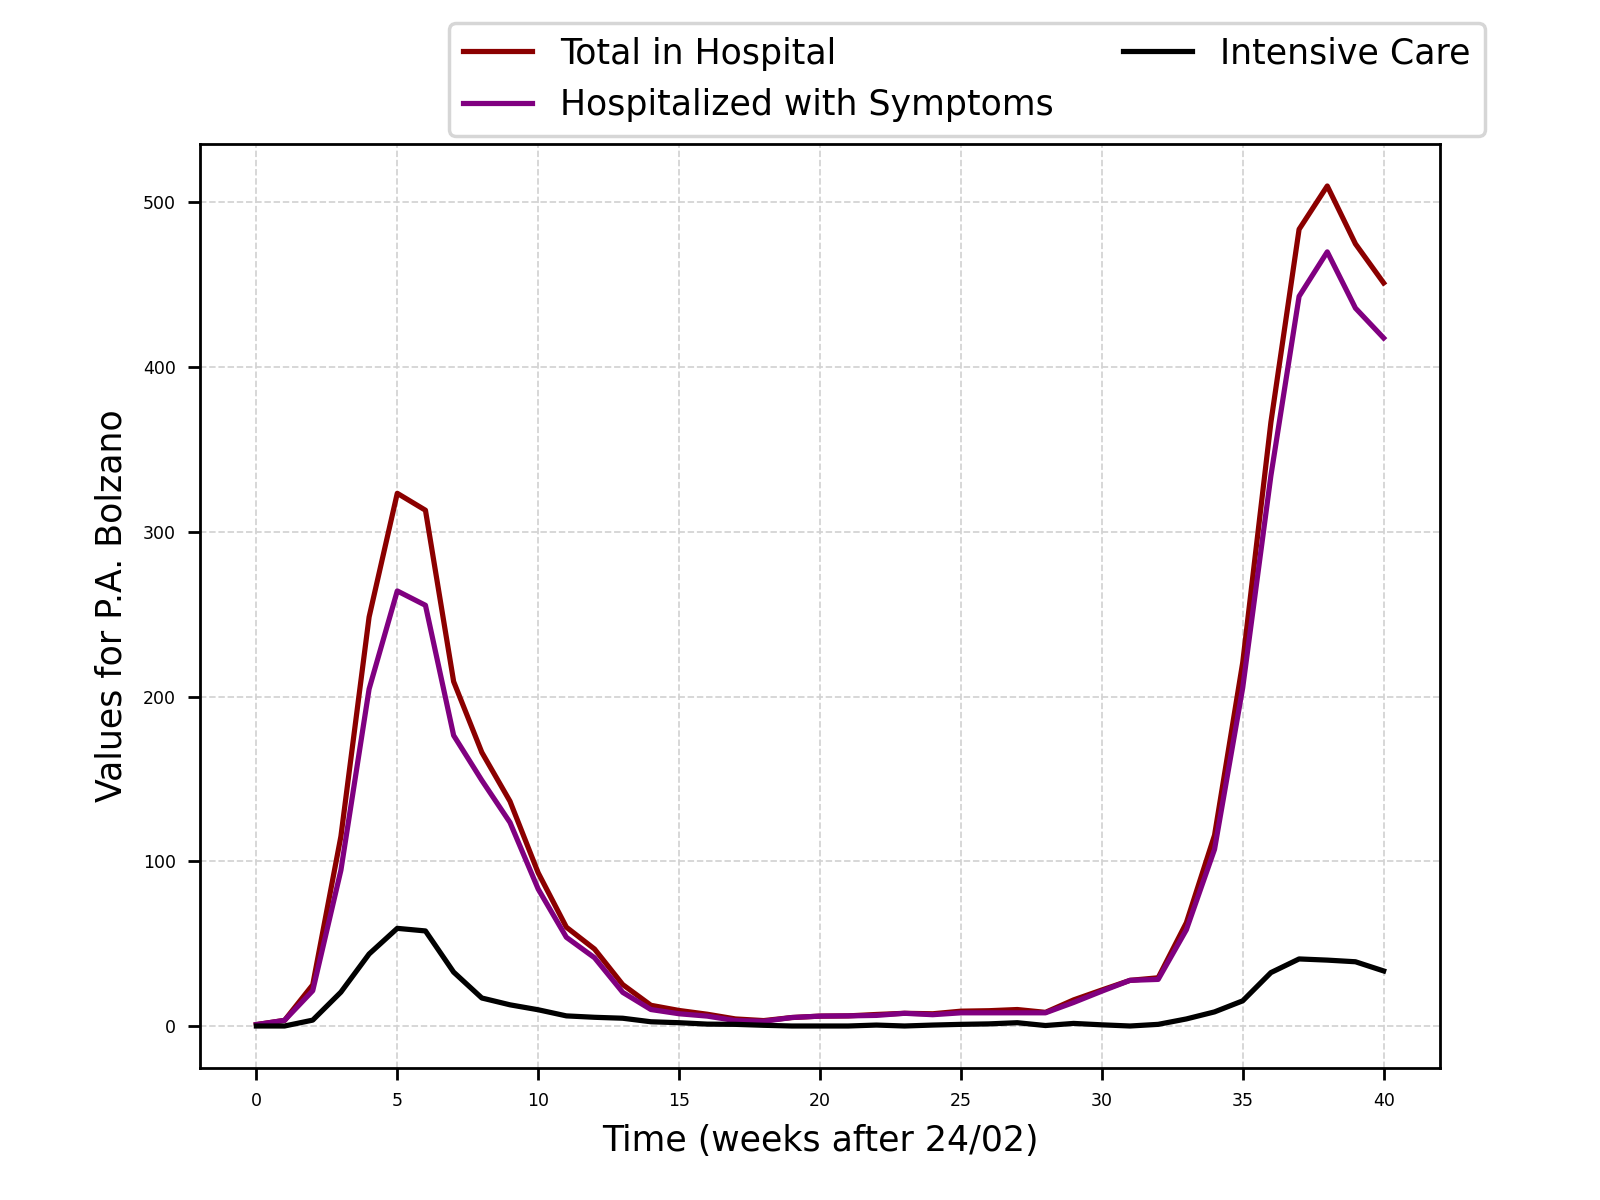 Total in Hospital
Hospitalized with Symptoms
Intensive Care
Values for P.A. Bolzano
500
400
300
200
100
0
0 5 10 15 20 25 30 35 40
Time (weeks after 24/02)